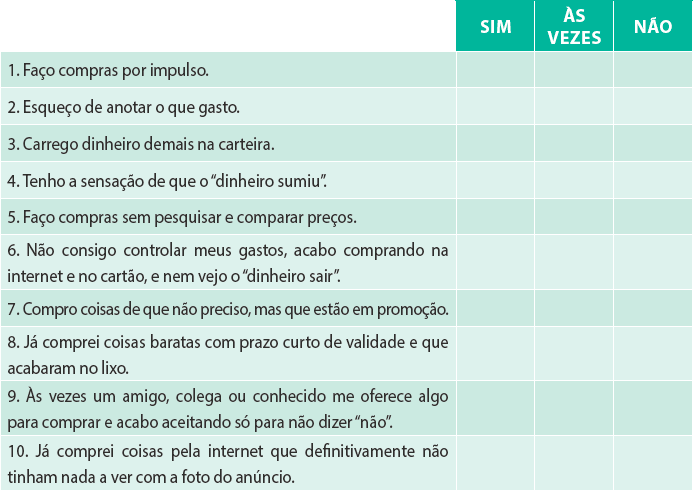 SIM
ÀS
VEZES
NÃO
1. Faço compras por impulso.
2. Esqueço de anotar o que gasto.
3. Carrego dinheiro demais na carteira.
4. Tenho a sensação de que o “dinheiro sumiu”.
5. Faço compras sem pesquisar e comparar preços.
6. Não consigo controlar meus gastos, acabo comprando na
internet e no cartão, e nem vejo o “dinheiro sair”.
7. Compro coisas de que não preciso, mas que estão em promoção.
8. Já comprei coisas baratas com prazo curto de validade e que
acabaram no lixo.
9. Às vezes um amigo, colega ou conhecido me oferece algo
para comprar e acabo aceitando só para não dizer “não”.
10. Já comprei coisas pela internet que definitivamente não
tinham nada a ver com a foto do anúncio.